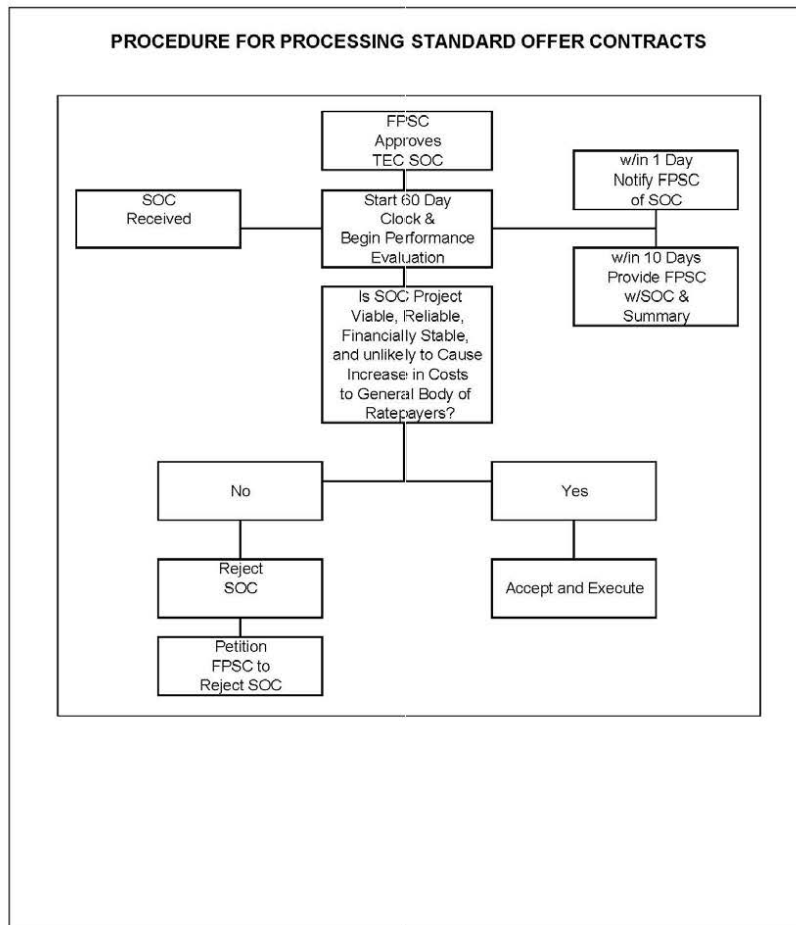 PROCEDURE FOR PROCESSING STANDARD OFFER CONTRACTS
FPSC
Approves
TEC SOC
SOC
Received
Start 60 Day
Clock &
Begin Performance
Evaluation
w/in 1 Day
Notify FPSC
of SOC
w/in 10 Days
Provide FPSC
w/SOC &
Summary
Is SOC Project
Viable, Reliable,
Financially Stable,
and unlikely to Cause
Increase in Costs
to General Body of
Ratepayers?
No
Yes
Reject
SOC
Accept and Execute
Petition
FPSC to
Reject SOC